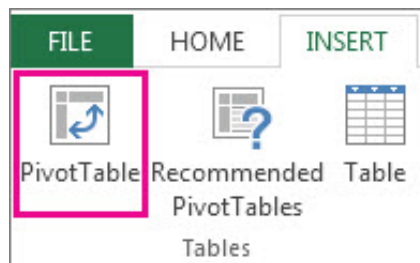 FILE HOME INSERT
PivotTable Recommended Table
PivotTables
Tables